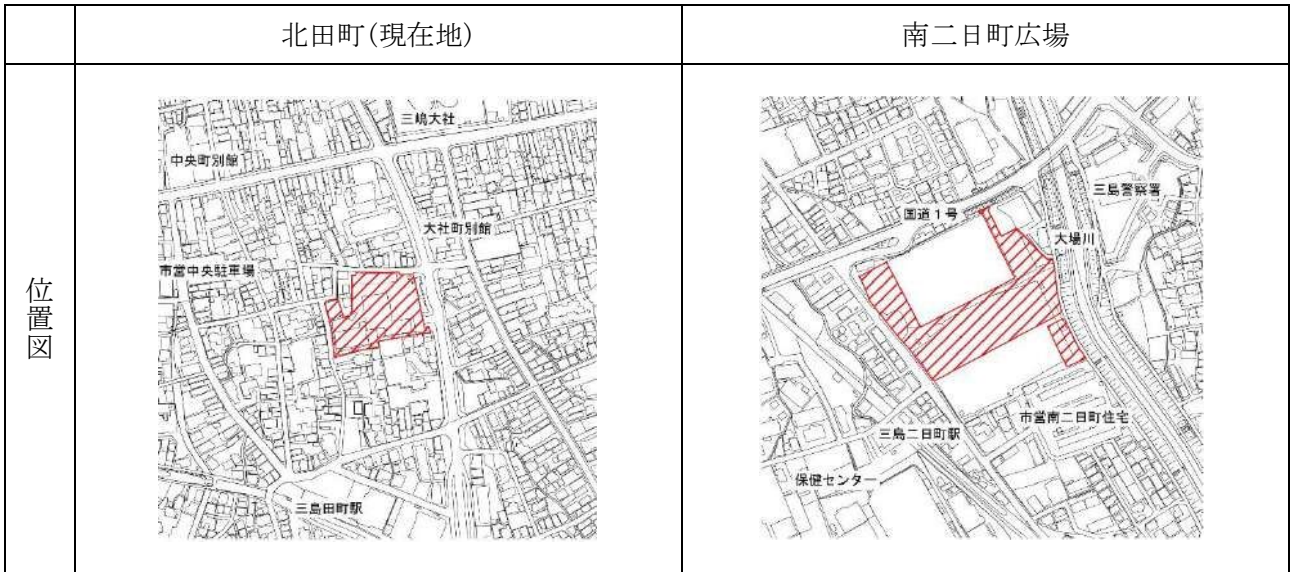 北田町(現在地)
南二日町広場
位置図
三嶋大社
中央町別館
大社町別館
市営中央駐車場
三島田町駅
三島警察署
国道1号
大場川
市営南二日町住宅
三島二日町駅
保健センター